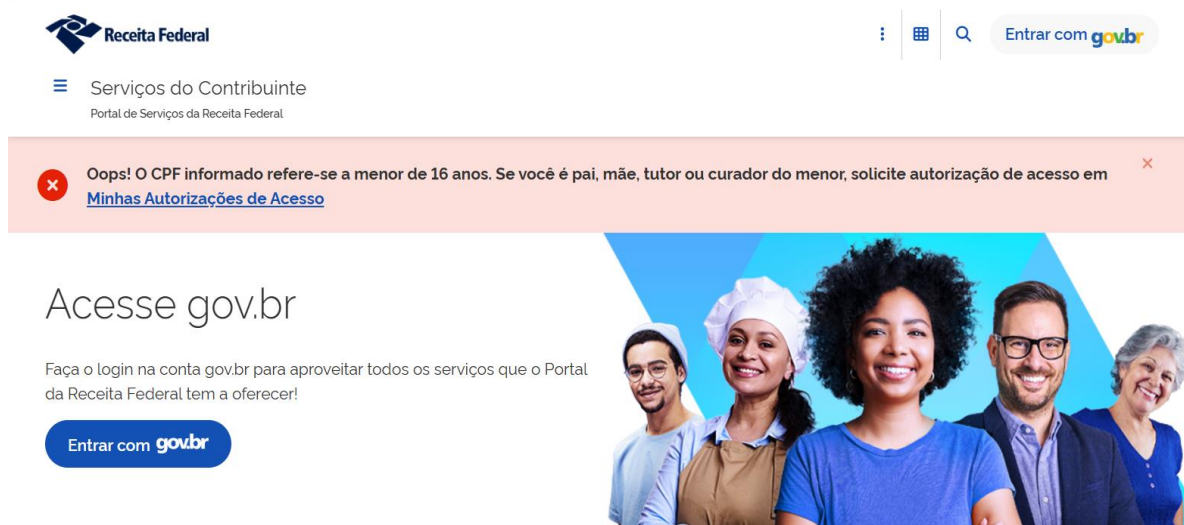 Receita Federal
Entrar com gov.br
Serviços do Contribuinte
Portal de Serviços da Receita Federal
Oops! O CPF informado refere-se a menor de 16 anos. Se você é pai, mãe, tutor ou curador do menor, solicite autorização de acesso em
Minhas Autorizações de Acesso
Acesse gov.br
Faça o login na conta gov.br para aproveitar todos os serviços que o Portal
da Receita Federal tem a oferecer!
Entrar com gov.br